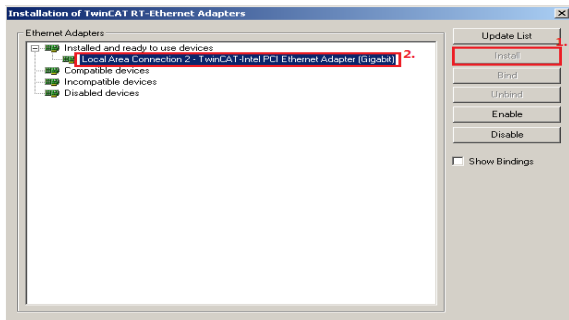 Installation of TwinCAT RT-Ethernet Adapters
Ethernet Adapters
Installed and ready to use devices
Local Area Connection 2 - TwinCAT-Intel PCI Ethernet Adapter (Gigabit)
2.
Compatible devices
Incompatible devices
Disabled devices
Update List
1.
Install
Bind
Unbind
Enable
Disable
Show Bindings